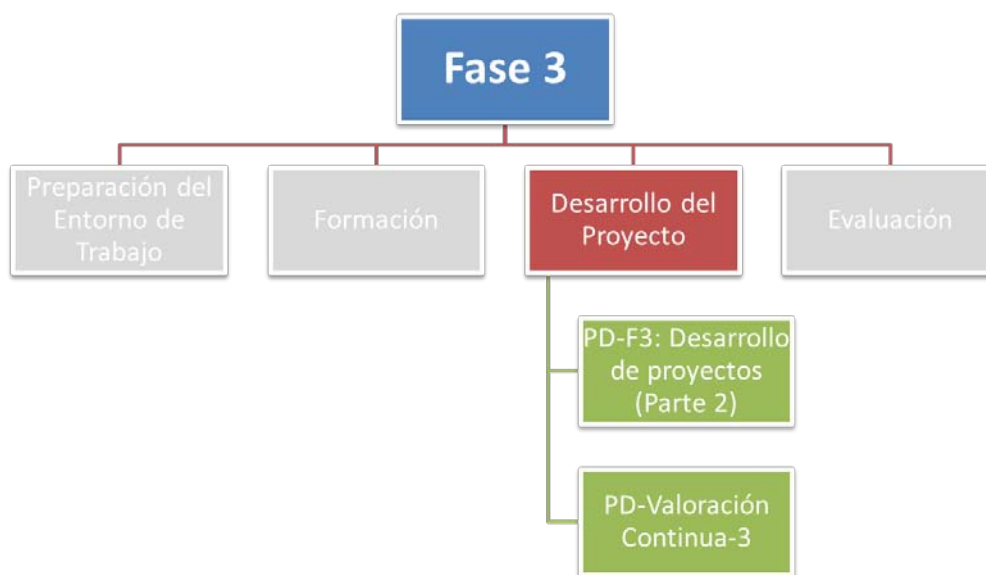 Fase 3
Preparación del
Entorno de
Trabajo
Formación
Desarrollo del
Proyecto
Evaluación
PD-F3: Desarrollo
de proyectos
(Parte 2)
PD-Valoración
Continua-3